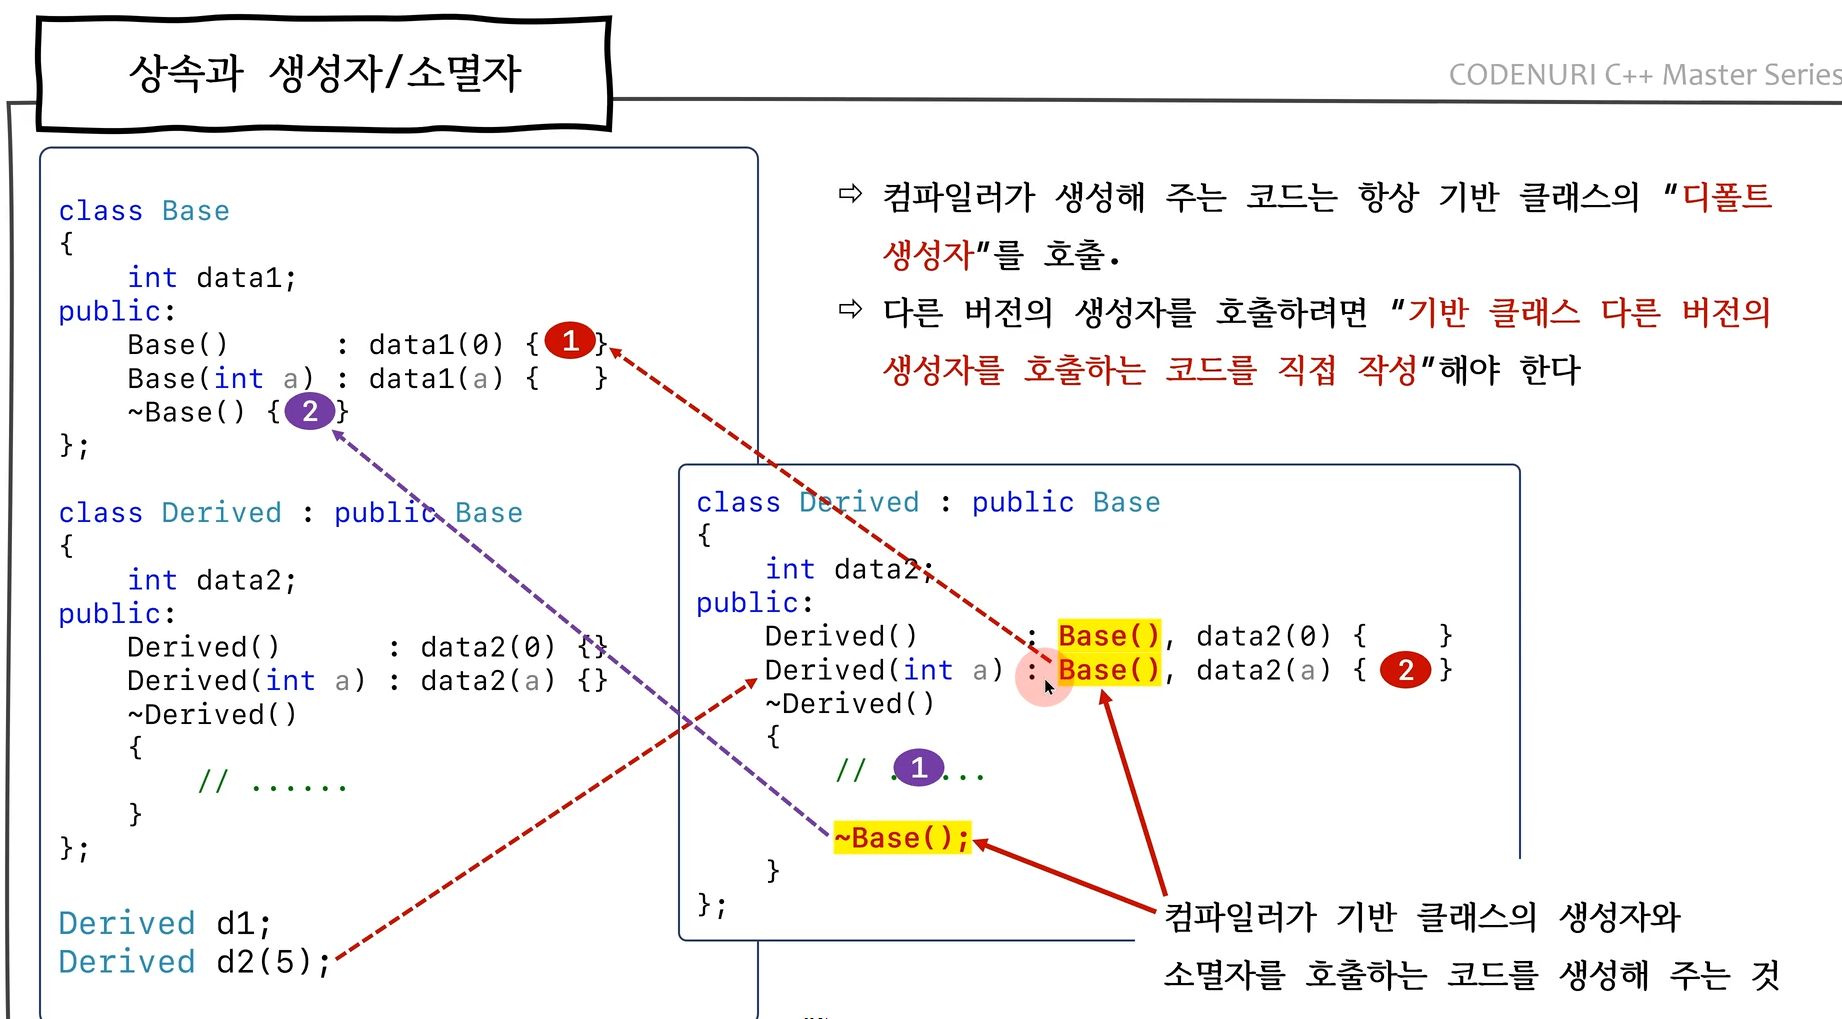 상속과 생성자/소멸자
CODENURI C++ Master Series
class Base
{
    int data1;
public:
    Base()      : data1(0) { 1 }
    Base(int a) : data1(a) {   }
    ~Base() { 2 }
};
class Derived : public Base
{
    int data2;
public:
    Derived()      : data2(0) {}
    Derived(int a) : data2(a) {}
    ~Derived()
    {
        // ......
    }
};
Derived d1;
Derived d2(5);
⇨ 컴파일러가 생성해 주는 코드는 항상 기반 클래스의 "디폴트
생성자"를 호출.
⇨ 다른 버전의 생성자를 호출하려면 "기반 클래스 다른 버전의
생성자를 호출하는 코드를 직접 작성"해야 한다
class Derived : public Base
{
    int data2;
public:
    Derived()      : Base(), data2(0) {   }
    Derived(int a) : Base(), data2(a) { 2 }
    ~Derived()
    {
        // . 1 ...
        ~Base();
    }
};
컴파일러가 기반 클래스의 생성자와
소멸자를 호출하는 코드를 생성해 주는 것